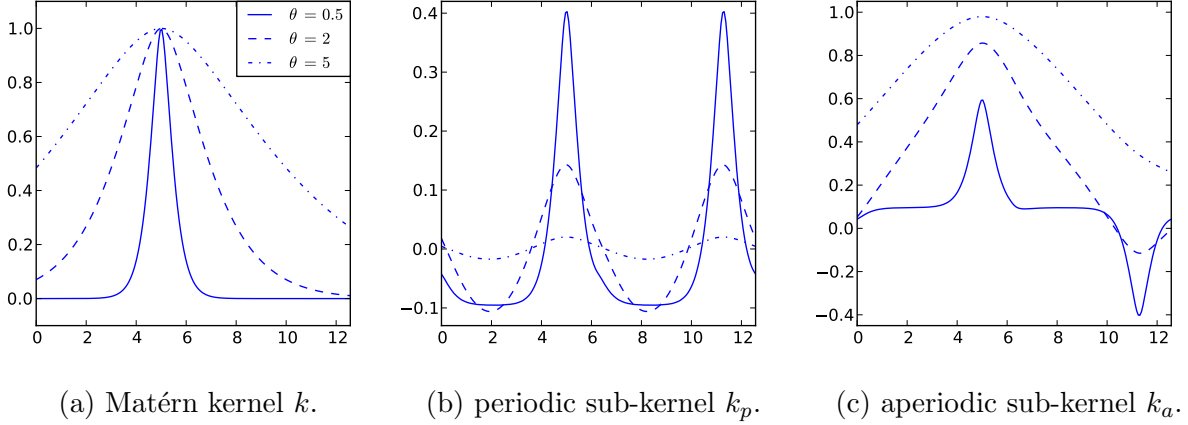 θ = 0.5
θ = 2
θ = 5
1.0
0.8
0.6
0.4
0.2
0.0
0 2 4 6 8 10 12
0.4
0.3
0.2
0.1
0.0
−0.1
0 2 4 6 8 10 12
1.0
0.8
0.6
0.4
0.2
0.0
−0.2
−0.4
0 2 4 6 8 10 12
(a) Matérn kernel k.
(b) periodic sub-kernel kₚ.
(c) aperiodic sub-kernel kₐ.